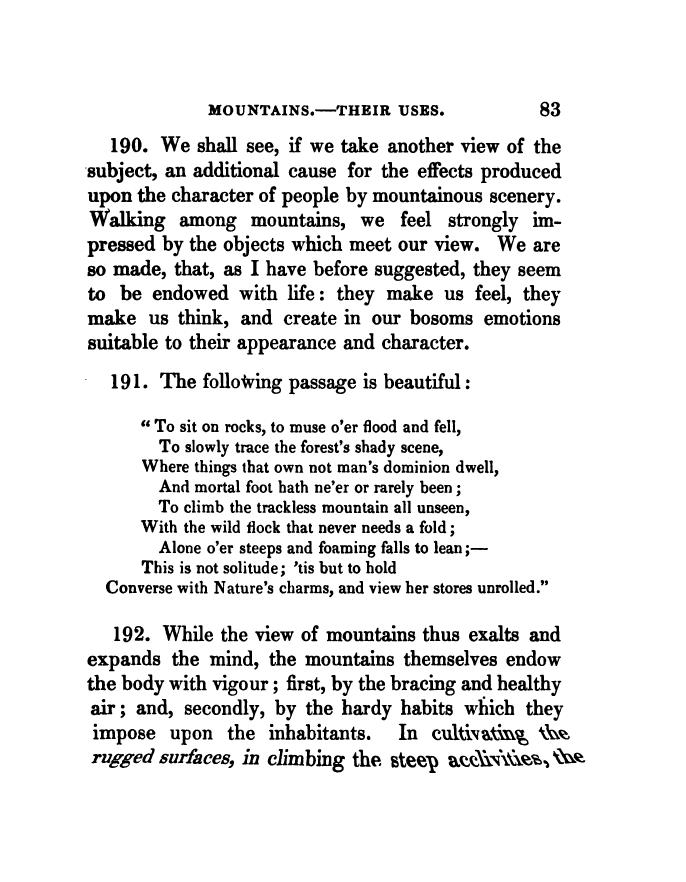 MOUNTAINS.—THEIR USES. 83
190. We shall see, if we take another view of the
subject, an additional cause for the effects produced
upon the character of people by mountainous scenery.
Walking among mountains, we feel strongly im-
pressed by the objects which meet our view. We are
so made, that, as I have before suggested, they seem
to be endowed with life: they make us feel, they
make us think, and create in our bosoms emotions
suitable to their appearance and character.
191. The following passage is beautiful:
“To sit on rocks, to muse o'er flood and fell,
To slowly trace the forest's shady scene,
Where things that own not man's dominion dwell,
And mortal foot hath ne'er or rarely been;
To climb the trackless mountain all unseen,
With the wild flock that never needs a fold;
Alone o'er steeps and foaming falls to lean;—
This is not solitude; 'tis but to hold
Converse with Nature's charms, and view her stores unrolled.”
192. While the view of mountains thus exalts and
expands the mind, the mountains themselves endow
the body with vigour; first, by the bracing and healthy
air; and, secondly, by the hardy habits which they
impose upon the inhabitants. In cultivating the
rugged surfaces, in climbing the steep acclivities, the